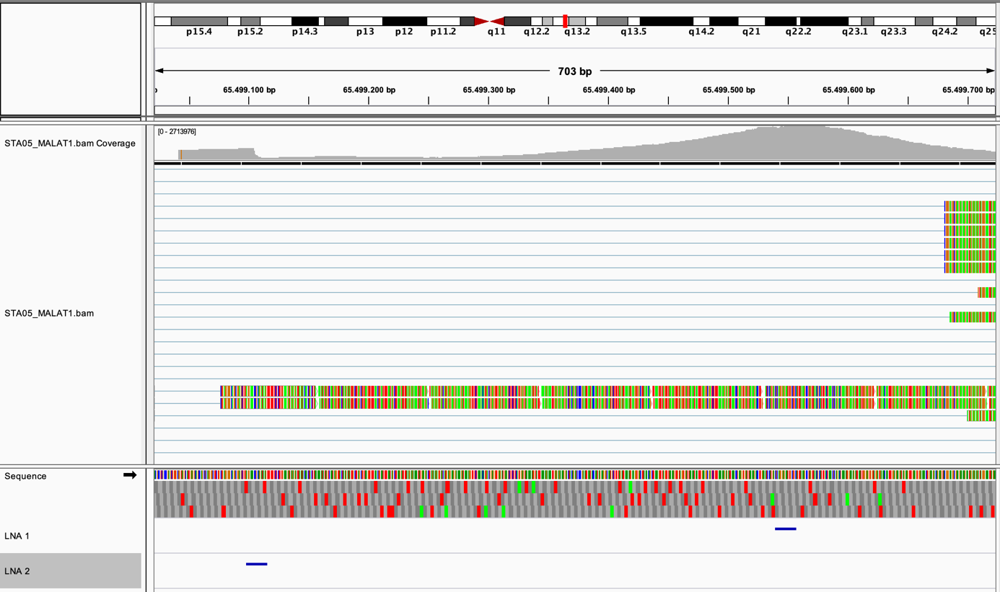 p15.4 p15.2 p14.3 p13 p12 p11.2 q11 q12.2 q13.2 q13.5 q14.2 q21 q22.2 q23.1 q23.3 q24.2 q25
703 bp
65.499.100 bp 65.499.200 bp 65.499.300 bp 65.499.400 bp 65.499.500 bp 65.499.600 bp 65.499.700 bp
[0 - 2713976]
STA05_MALAT1.bam Coverage
STA05_MALAT1.bam
Sequence
LNA 1
LNA 2